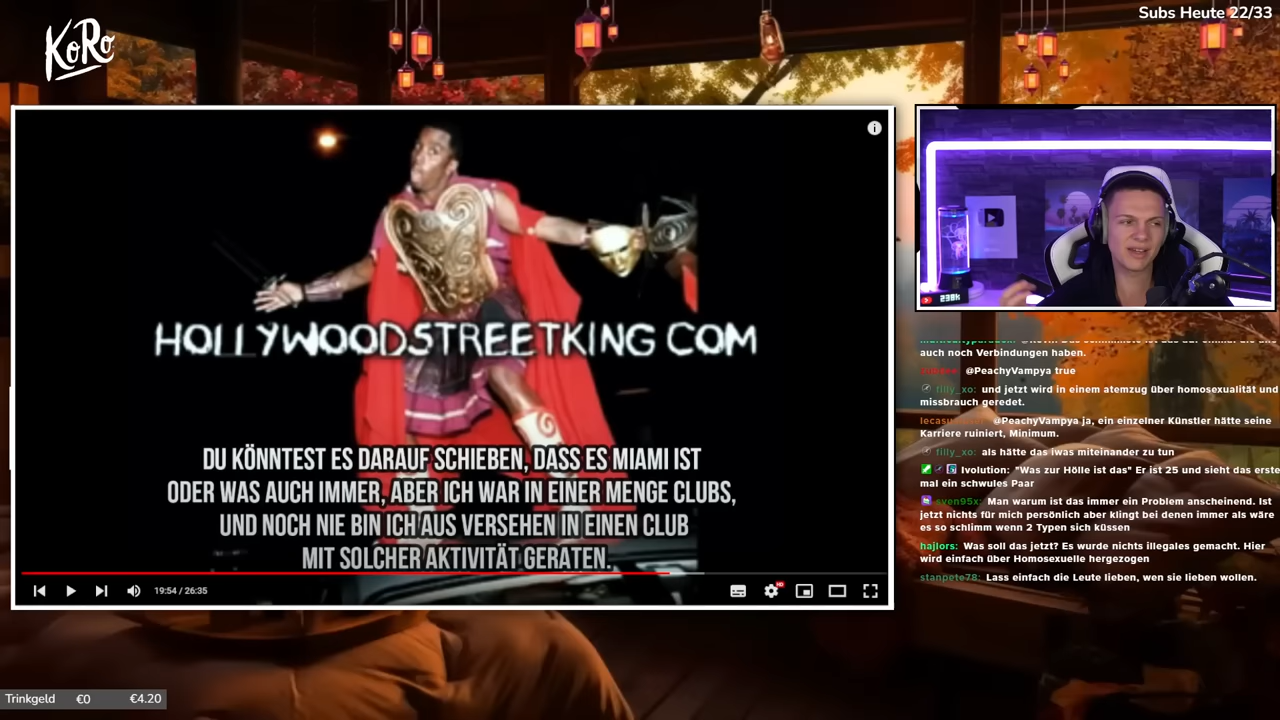 KoRo
Subs Heute 22/33
HOLLYWOODSTREETKING.COM
DU KÖNNTEST ES DARAUF SCHIEBEN, DASS ES MIAMI IST
ODER WAS AUCH IMMER, ABER ICH WAR IN EINER MENGE CLUBS,
UND NOCH NIE BIN ICH AUS VERSEHEN IN EINEN CLUB
MIT SOLCHER AKTIVITÄT GERATEN.
19:54 / 26:35
HD
238k
auch noch Verbindungen haben.
@PeachyVampya true
filly_xo: und jetzt wird in einem atemzug über homosexualität und
missbrauch geredet.
@PeachyVampya ja, ein einzelner Künstler hätte seine
Karriere ruiniert, Minimum.
filly_xo: als hätte das iwas miteinander zu tun
Ivolution: "Was zur Hölle ist das" Er ist 25 und sieht das erste
mal ein schwules Paar
sven95x: Man warum ist das immer ein Problem anscheinend. Ist
jetzt nichts für mich persönlich aber klingt bei denen immer als wäre
es so schlimm wenn 2 Typen sich küssen
hajlors: Was soll das jetzt? Es wurde nichts illegales gemacht. Hier
wird einfach über Homosexuelle hergezogen
stanpete78: Lass einfach die Leute lieben, wen sie lieben wollen.
Trinkgeld €0 €4.20